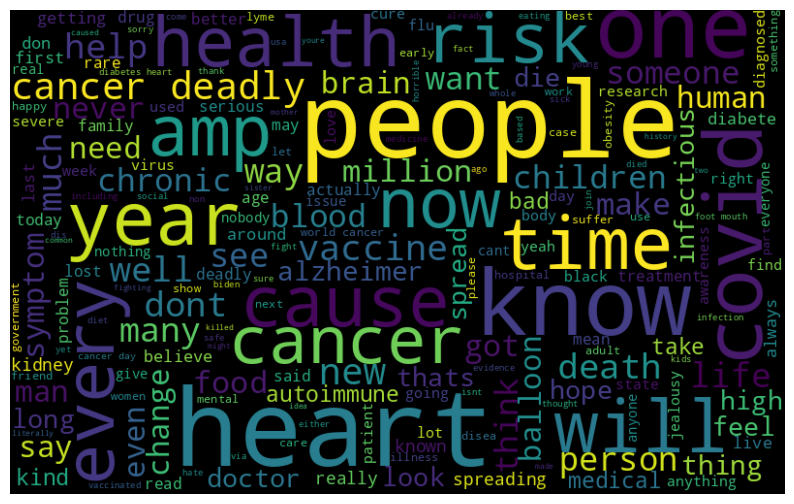 getting
drug
better
lyme
come
already
eating
best
something
don
help
health
cure
flu
risk
one
diagnosed
first
real
usa
youre
early
fact
young
cancer deadly
rare
sorry
caused
brain
want
die
someone
happy
diabetes heart
thank
horrible
whole
work
research
human
never
used
serious
severe
family
may
mother
love
medicine
sick
based
case
obesity
diabete
need
amp
people
virus
let
way
million
ago
history
died
two
covid
much
week
last
chronic
actually
children
make
infectious
right
everyone
including
social
sister
non
age
issue
now
bad
day
join
today
nobody
blood
body
use
suffer
foot mouth
part
dis
year
around
fight
world cancer
cant
yeah
time
awareness
common
nothing
see
vaccine
spread
please
hospital
black
treatment
find
symptom
lost
well
deadly
alzheimer
fighting
show
biden
sure
next
problem
dont
cause
know
mean
infection
government
diet
killed
safe
might
many
cancer
got
adult
kids
take
always
yet
cancer day
believe
new
death
kidney
food
thats
state
life
friend
give
said
think
balloon
hope
evidence
man
women
mental
autoimmune
isnt
every
long
change
idea
going
thought
high
say
even
heart
either
patient
known
lot
disea
will
anyone
jealousy
feel
care
illness
live
literally
hate
via
person
thing
kind
vaccinated
read
doctor
really
look
spreading
made
medical
anything